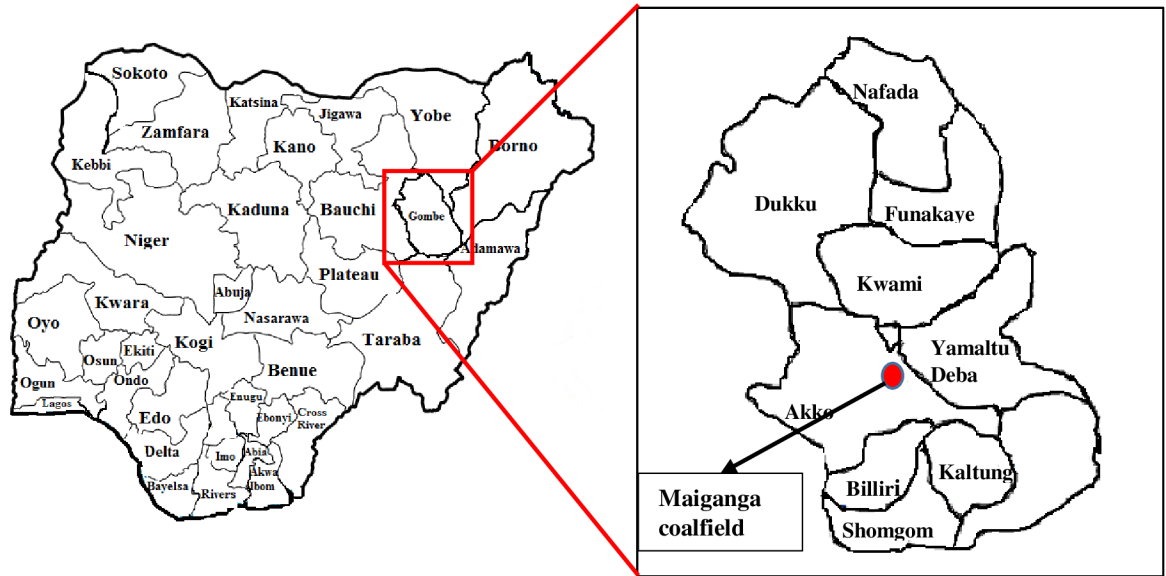 Sokoto
Katsina
Jigawa
Yobe
Zamfara
Kano
Borno
Kebbi
Kaduna
Bauchi
Gombe
Niger
Adamawa
Plateau
Abuja
Kwara
Nasarawa
Oyo
Kogi
Taraba
Osun
Ekiti
Benue
Ogun
Ondo
Enugu
Lagos
Edo
Ebonyi
Cross
River
Delta
Imo
Abia
Akwa
Ibom
Bayelsa
Rivers
Nafada
Dukku
Funakaye
Kwami
Yamaltu
Deba
Akko
Kaltung
Billiri
Shomgom
Maiganga
coalfield